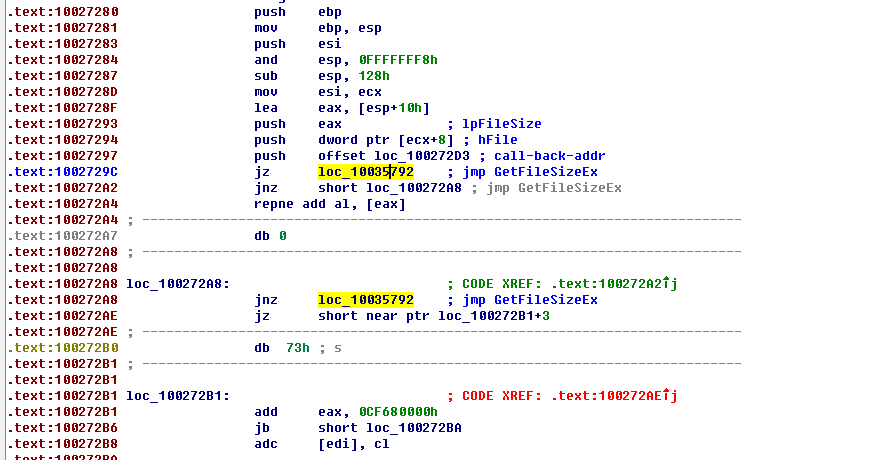 .text:10027280 push ebp
.text:10027281 mov ebp, esp
.text:10027283 push esi
.text:10027284 and esp, 0FFFFFFF8h
.text:10027287 sub esp, 128h
.text:1002728D mov esi, ecx
.text:1002728F lea eax, [esp+10h]
.text:10027293 push eax ; lpFileSize
.text:10027294 push dword ptr [ecx+8] ; hFile
.text:10027297 push offset loc_100272D3 ; call-back-addr
.text:1002729C jz loc_10035792 ; jmp GetFileSizeEx
.text:100272A2 jnz short loc_100272A8 ; jmp GetFileSizeEx
.text:100272A4 repne add al, [eax]
.text:100272A4 ; ---------------------------------------------------------------------------
.text:100272A7 db 0
.text:100272A8 ; ---------------------------------------------------------------------------
.text:100272A8
.text:100272A8 loc_100272A8: ; CODE XREF: .text:100272A2↑j
.text:100272A8 jnz loc_10035792 ; jmp GetFileSizeEx
.text:100272AE jz short near ptr loc_100272B1+3
.text:100272AE ; ---------------------------------------------------------------------------
.text:100272B0 db 73h ; s
.text:100272B1 ; ---------------------------------------------------------------------------
.text:100272B1
.text:100272B1 loc_100272B1: ; CODE XREF: .text:100272AE↑j
.text:100272B1 add eax, 0CF680000h
.text:100272B6 jb short loc_100272BA
.text:100272B8 adc [edi], cl